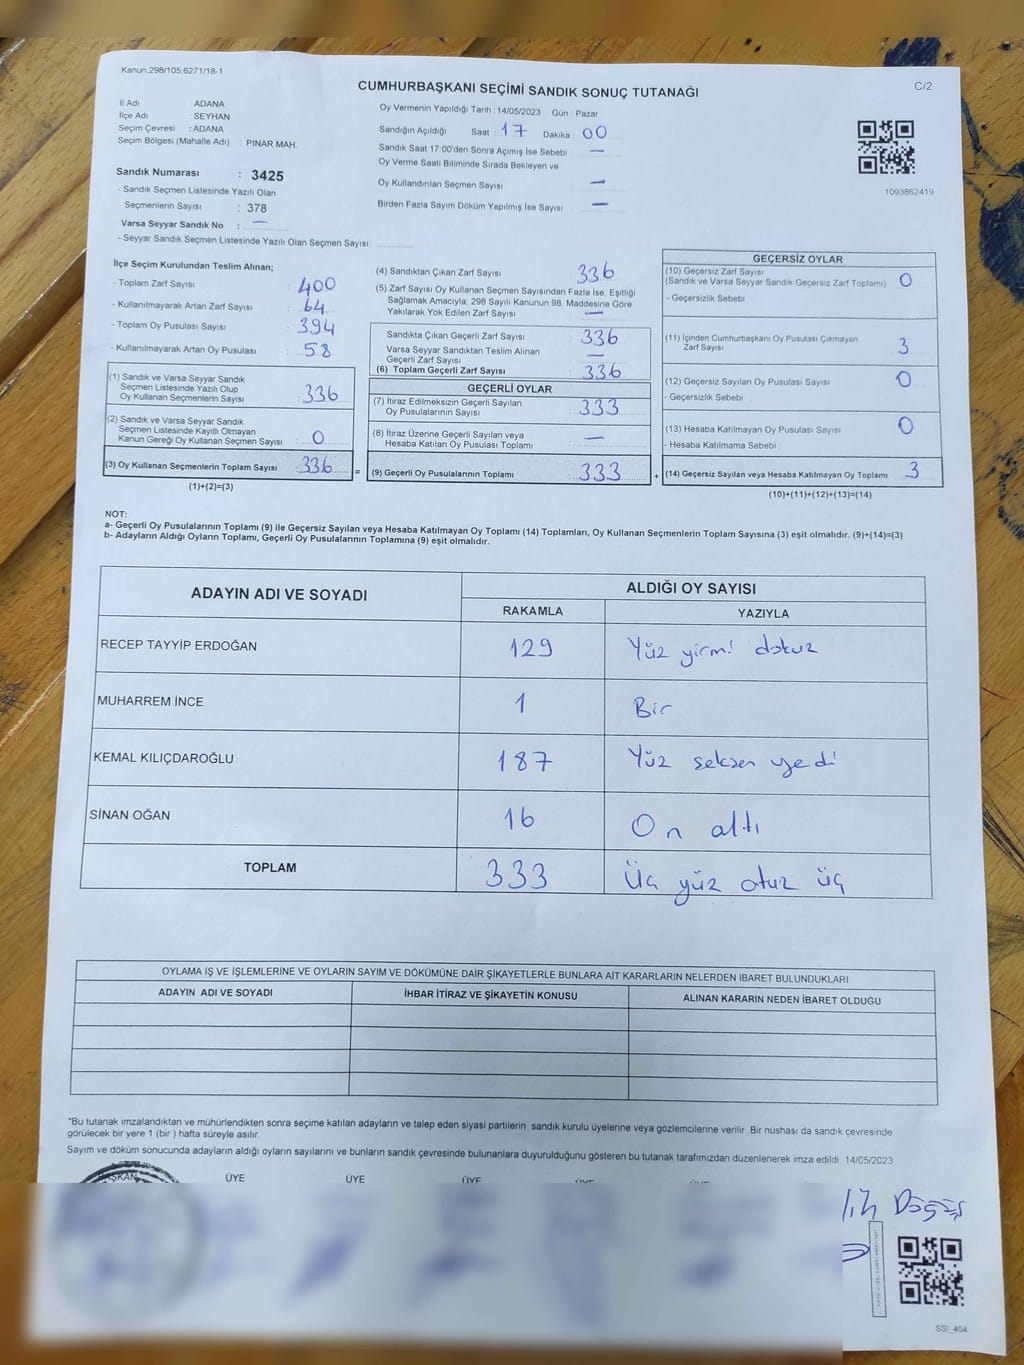 Kanun:298/105,6271/18-1
CUMHURBAŞKANI SEÇİMİ SANDIK SONUÇ TUTANAĞI
C/2
İl Adı : ADANA
İlçe Adı : SEYHAN
Seçim Çevresi : ADANA
Seçim Bölgesi (Mahalle Adı) : PINAR MAH.
Sandık Numarası : 3425
- Sandık Seçmen Listesinde Yazılı Olan
Seçmenlerin Sayısı : 378
Varsa Seyyar Sandık No : —
- Seyyar Sandık Seçmen Listesinde Yazılı Olan Seçmen Sayısı: ............
Oy Vermenin Yapıldığı Tarih : 14/05/2023 Gün : Pazar
Sandığın Açıldığı Saat : 17 Dakika : 00
Sandık Saat 17:00'den Sonra Açımış İse Sebebi : —
Oy Verme Saati Bitiminde Sırada Bekleyen ve
Oy Kullandırılan Seçmen Sayısı : —
Birden Fazla Sayım Döküm Yapılmış İse Sayısı : —
1093862419
İlçe Seçim Kurulundan Teslim Alınan;
- Toplam Zarf Sayısı : 400
- Kullanılmayarak Artan Zarf Sayısı : 64
- Toplam Oy Pusulası Sayısı : 394
- Kullanılmayarak Artan Oy Pusulası : 58
(1) Sandık ve Varsa Seyyar Sandık
Seçmen Listesinde Yazılı Olup
Oy Kullanan Seçmenlerin Sayısı : 336
(2) Sandık ve Varsa Seyyar Sandık
Seçmen Listesinde Kayıtlı Olmayan
Kanun Gereği Oy Kullanan Seçmen Sayısı : 0
(3) Oy Kullanan Seçmenlerin Toplam Sayısı : 336
(1)+(2)=(3)
=
(4) Sandıktan Çıkan Zarf Sayısı : 336
(5) Zarf Sayısı Oy Kullanan Seçmen Sayısından Fazla İse, Eşitliği
Sağlamak Amacıyla; 298 Sayılı Kanunun 98. Maddesine Göre
Yakılarak Yok Edilen Zarf Sayısı : —
Sandıkta Çıkan Geçerli Zarf Sayısı : 336
Varsa Seyyar Sandıktan Teslim Alınan
Geçerli Zarf Sayısı : —
(6) Toplam Geçerli Zarf Sayısı : 336
GEÇERLİ OYLAR
(7) İtiraz Edilmeksizin Geçerli Sayılan
Oy Pusulalarının Sayısı : 333
(8) İtiraz Üzerine Geçerli Sayılan veya
Hesaba Katılan Oy Pusulası Toplamı : —
(9) Geçerli Oy Pusulalarının Toplamı : 333
+
GEÇERSİZ OYLAR
(10) Geçersiz Zarf Sayısı
(Sandık ve Varsa Seyyar Sandık Geçersiz Zarf Toplamı) : 0
- Geçersizlik Sebebi :
(11) İçinden Cumhurbaşkanı Oy Pusulası Çıkmayan
Zarf Sayısı : 3
(12) Geçersiz Sayılan Oy Pusulası Sayısı : 0
- Geçersizlik Sebebi :
(13) Hesaba Katılmayan Oy Pusulası Sayısı : 0
- Hesaba Katılmama Sebebi :
(14) Geçersiz Sayılan veya Hesaba Katılmayan Oy Toplamı : 3
(10)+(11)+(12)+(13)=(14)
NOT:
a- Geçerli Oy Pusulalarının Toplamı (9) ile Geçersiz Sayılan veya Hesaba Katılmayan Oy Toplamı (14) Toplamları, Oy Kullanan Seçmenlerin Toplam Sayısına (3) eşit olmalıdır. (9)+(14)=(3)
b- Adayların Aldığı Oyların Toplamı, Geçerli Oy Pusulalarının Toplamına (9) eşit olmalıdır.
ADAYIN ADI VE SOYADI ALDIĞI OY SAYISI
RAKAMLA YAZIYLA
RECEP TAYYİP ERDOĞAN 129 Yüz yirmi dokuz
MUHARREM İNCE 1 Bir
KEMAL KILIÇDAROĞLU 187 Yüz seksen yedi
SİNAN OĞAN 16 On altı
TOPLAM 333 Üç yüz otuz üç
OYLAMA İŞ VE İŞLEMLERİNE VE OYLARIN SAYIM VE DÖKÜMÜNE DAİR ŞİKAYETLERLE BUNLARA AİT KARARLARIN NELERDEN İBARET BULUNDUKLARI
ADAYIN ADI VE SOYADI İHBAR İTİRAZ VE ŞİKAYETİN KONUSU ALINAN KARARIN NEDEN İBARET OLDUĞU
*Bu tutanak imzalandıktan ve mühürlendikten sonra seçime katılan adayların ve talep eden siyasi partilerin sandık kurulu üyelerine veya gözlemcilerine verilir. Bir nushası da sandık çevresinde
görülecek bir yere 1 (bir ) hafta süreyle asılır.
Sayım ve döküm sonucunda adayların aldığı oyların sayılarını ve bunların sandık çevresinde bulunanlara duyurulduğunu gösteren bu tutanak tarafımızdan düzenlenerek imza edildi. 14/05/2023
BAŞKAN ÜYE ÜYE ÜYE ÜYE ÜYE
SSI_404